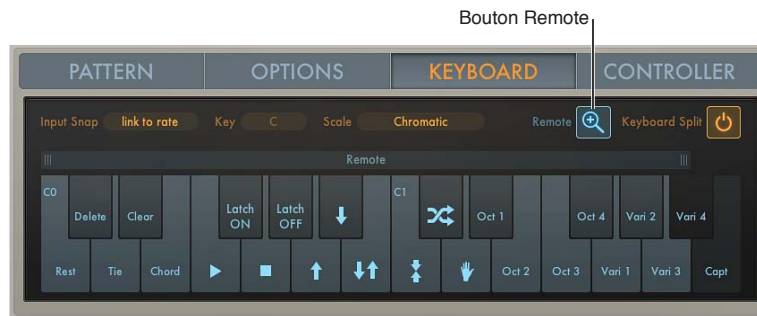 Bouton Remote
PATTERN OPTIONS KEYBOARD CONTROLLER
Input Snap link to rate Key C Scale Chromatic Remote Keyboard Split
Remote
C0 C1
Delete Clear Latch ON Latch OFF Oct 1 Oct 4 Vari 2 Vari 4
Rest Tie Chord Oct 2 Oct 3 Vari 1 Vari 3 Capt